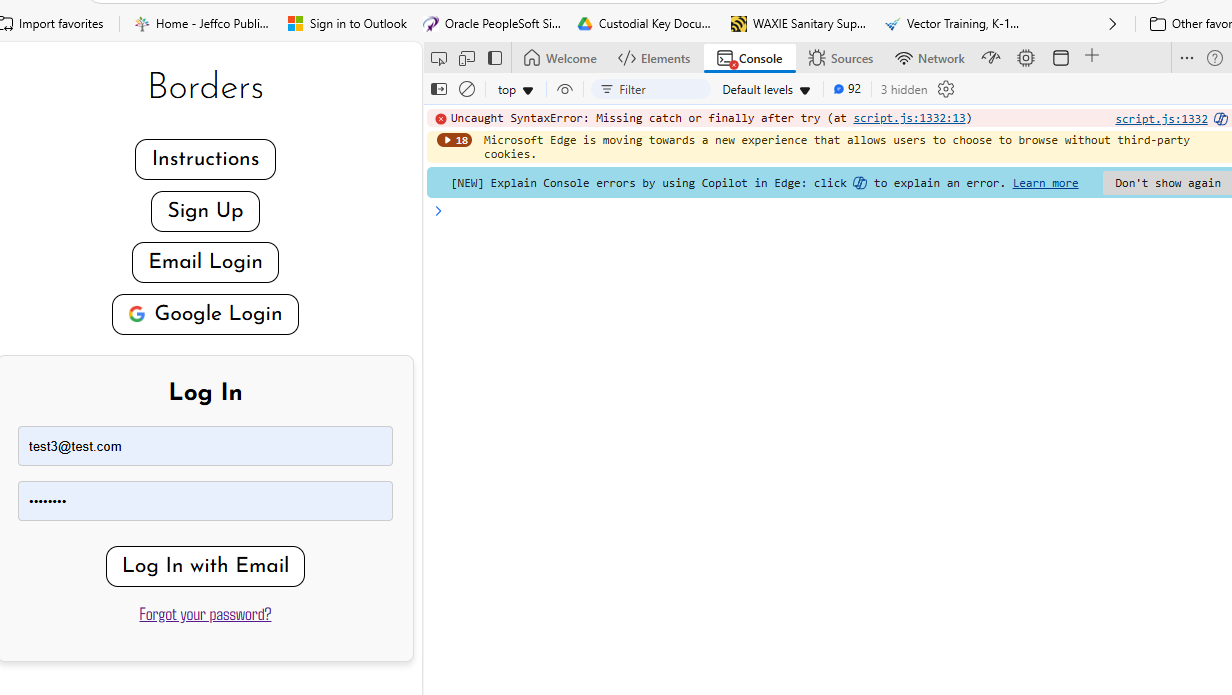 Import favorites Home - Jeffco Publi... Sign in to Outlook Oracle PeopleSoft Si... Custodial Key Docu... WAXIE Sanitary Sup... Vector Training, K-1... Other favor
Borders
Instructions
Sign Up
Email Login
Google Login
Log In
test3@test.com
••••••••
Log In with Email
Forgot your password?
Welcome Elements Console Sources Network
top Filter Default levels 92 3 hidden
Uncaught SyntaxError: Missing catch or finally after try (at script.js:1332:13) script.js:1332
18 Microsoft Edge is moving towards a new experience that allows users to choose to browse without third-party
cookies.
[NEW] Explain Console errors by using Copilot in Edge: click to explain an error. Learn more Don't show again